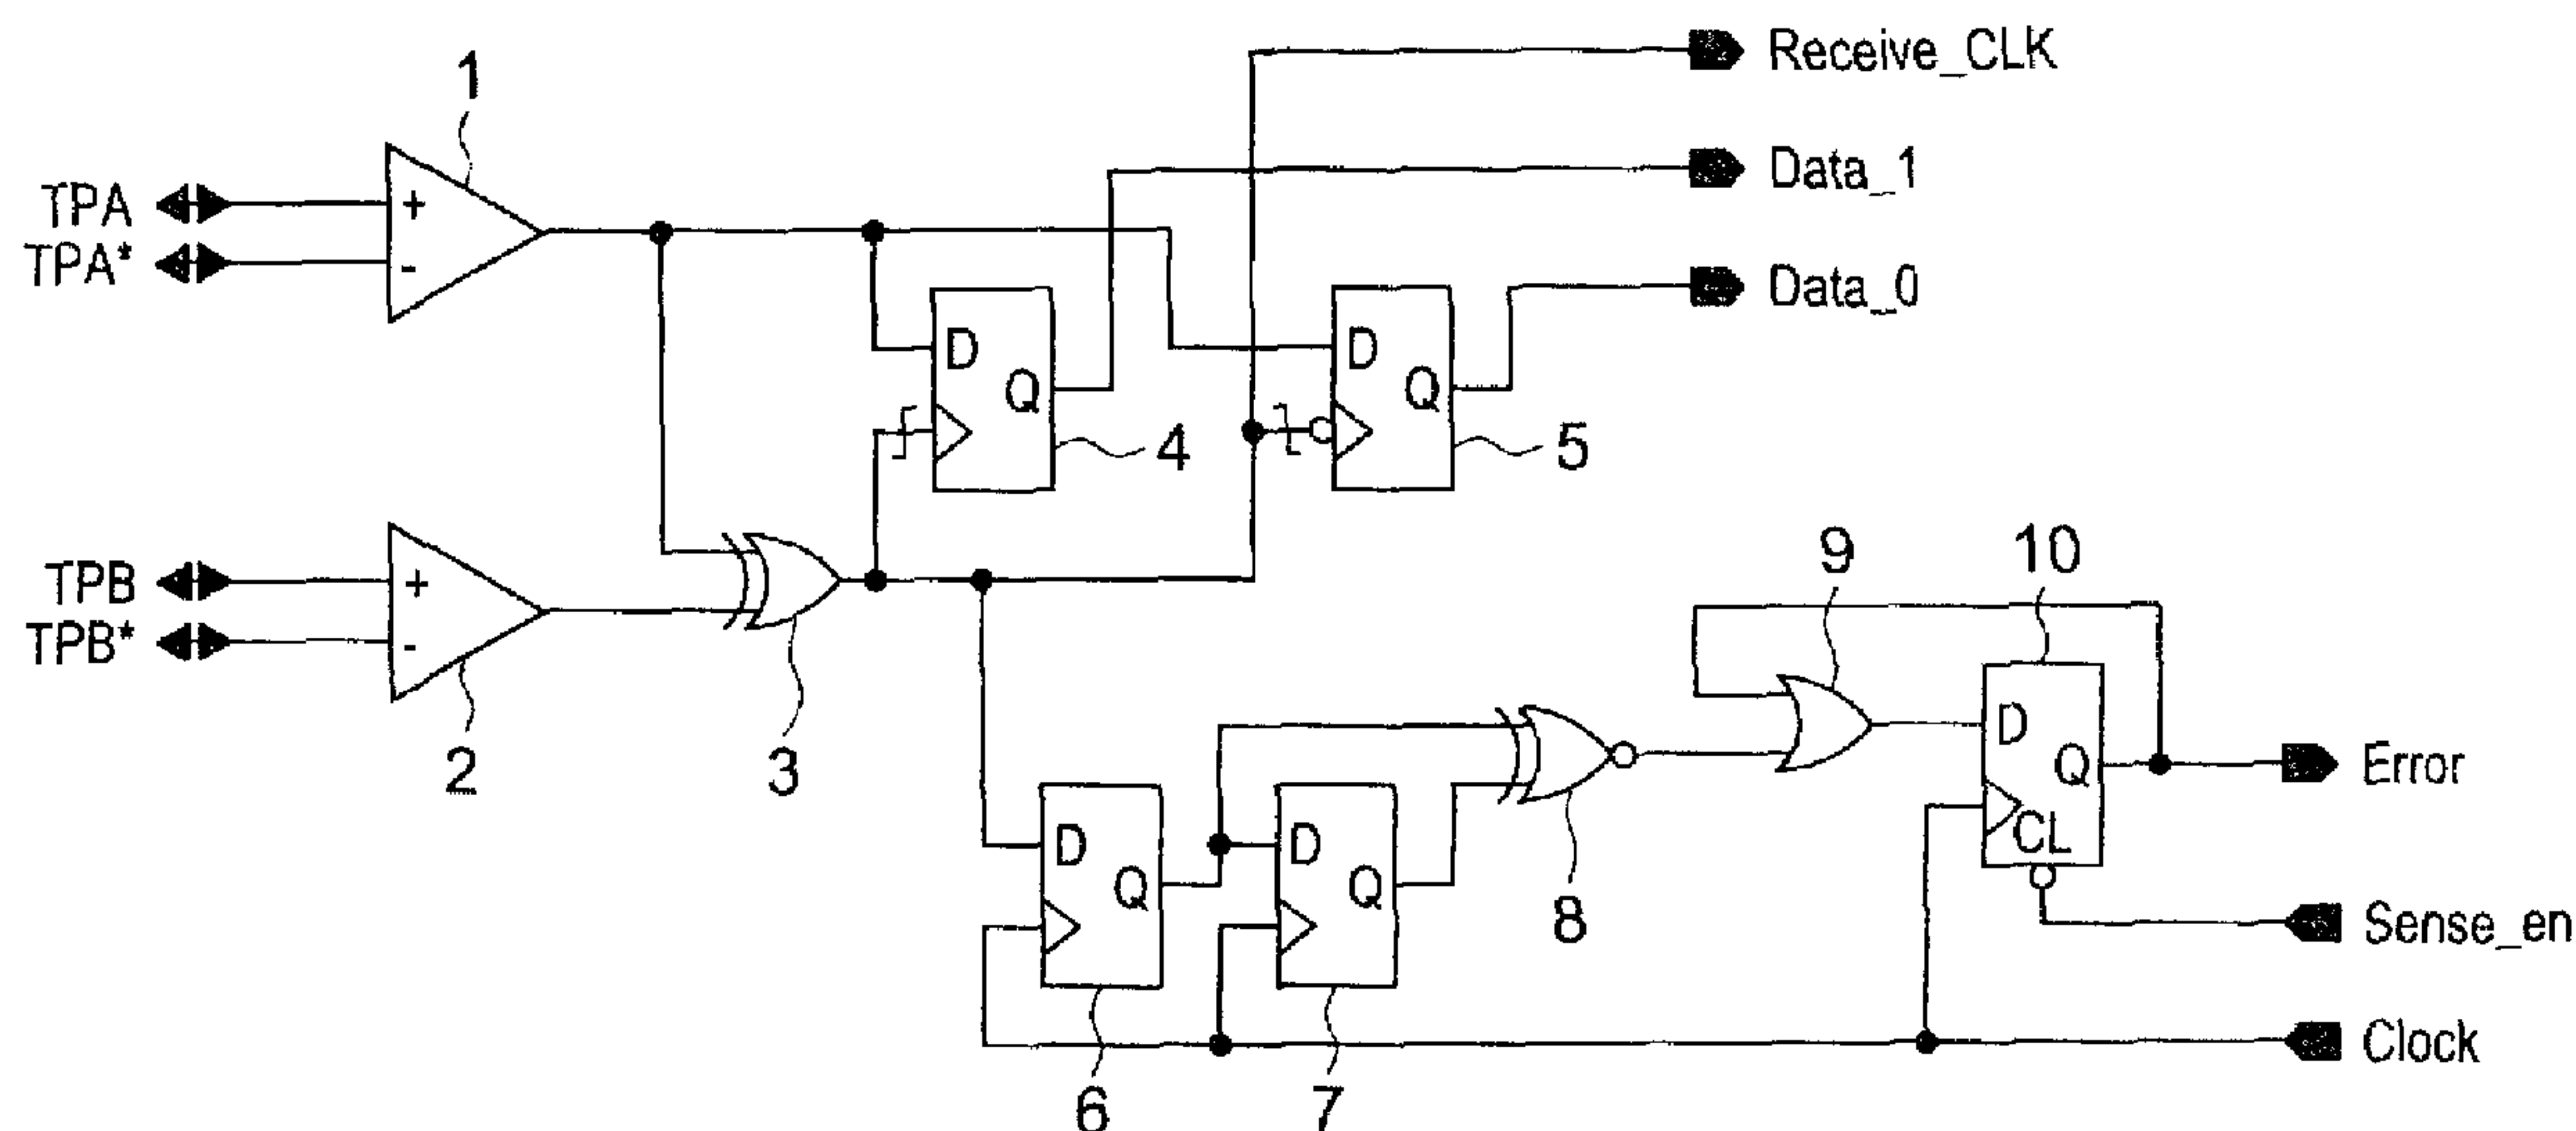 Receive_CLK
1
Data_1
TPA
+
TPA*
-
Data_0
D
Q
4
D
Q
5
TPB
+
TPB*
-
2
3
9
10
D
Q
Error
CL
8
Sense_en
D
Q
D
Q
Clock
6
7